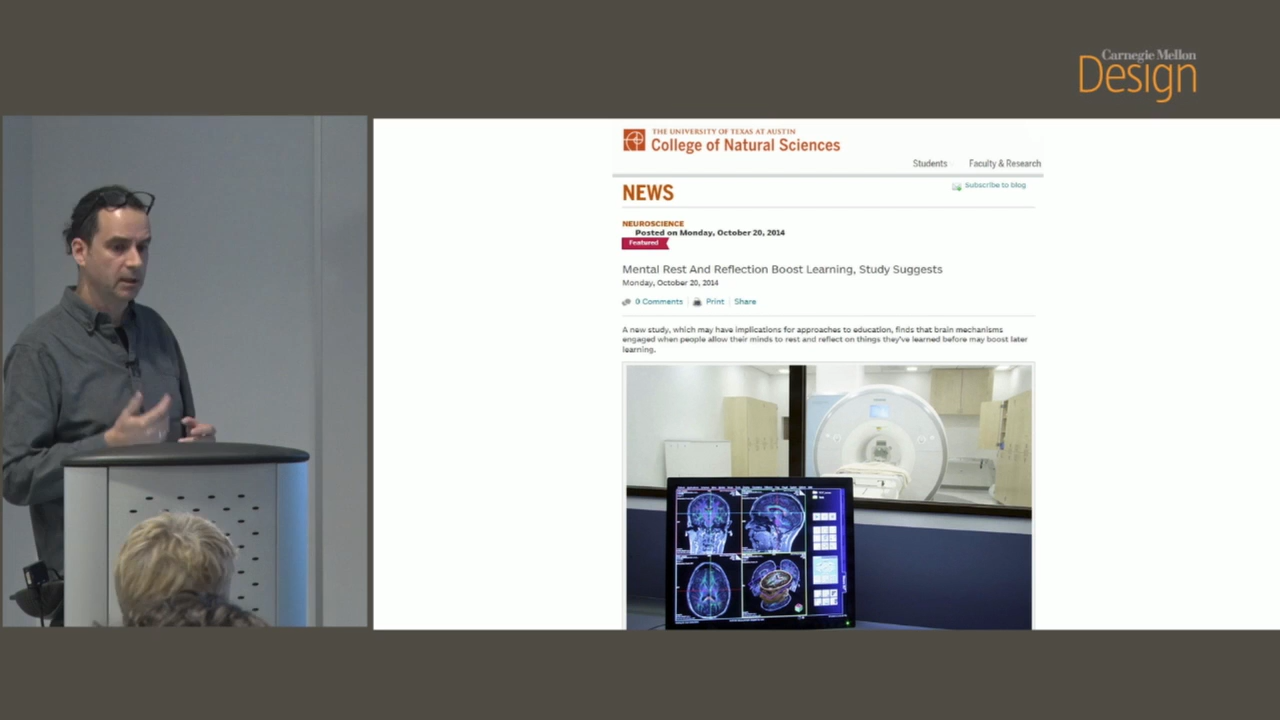 Carnegie Mellon
Design
THE UNIVERSITY OF TEXAS AT AUSTIN
College of Natural Sciences
Students
Faculty & Research
NEWS
Subscribe to blog
NEUROSCIENCE
Posted on Monday, October 20, 2014
Featured
Mental Rest And Reflection Boost Learning, Study Suggests
Monday, October 20, 2014
0 Comments
Print
Share
A new study, which may have implications for approaches to education, finds that brain mechanisms
engaged when people allow their minds to rest and reflect on things they've learned before may boost later
learning.